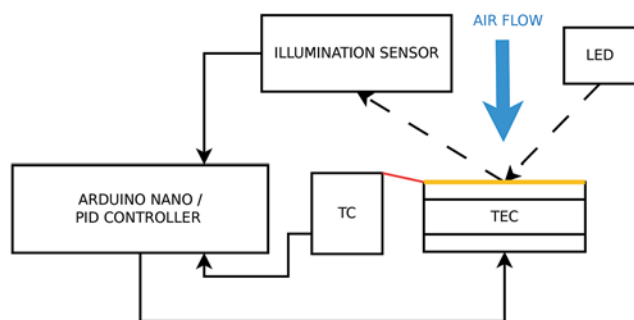 AIR FLOW
ILLUMINATION SENSOR
LED
ARDUINO NANO /
PID CONTROLLER
TC
TEC